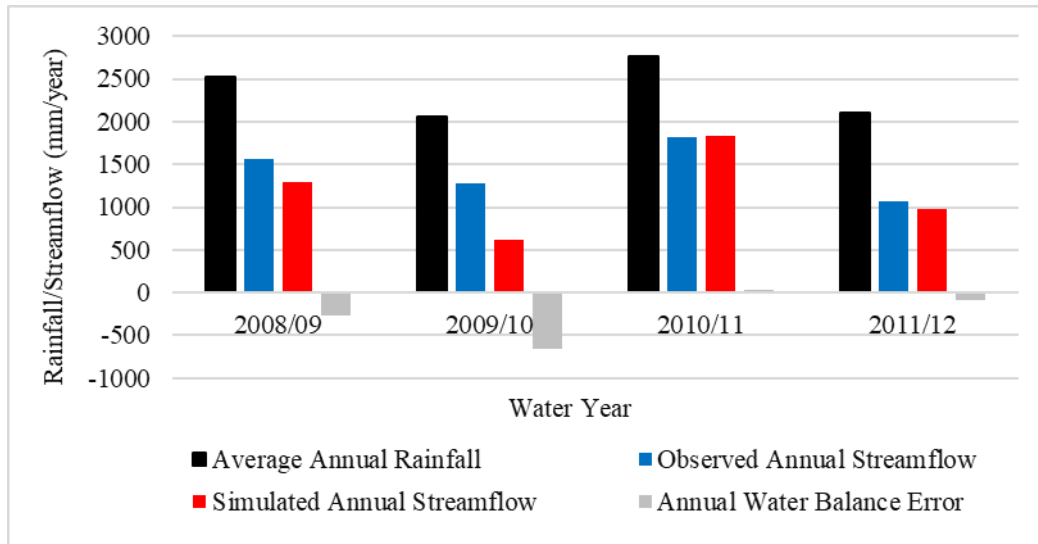 3000
2500
2000
1500
1000
500
0
-500
-1000
Rainfall/Streamflow (mm/year)
2008/09 2009/10 2010/11 2011/12
Water Year
Average Annual Rainfall Observed Annual Streamflow
Simulated Annual Streamflow Annual Water Balance Error